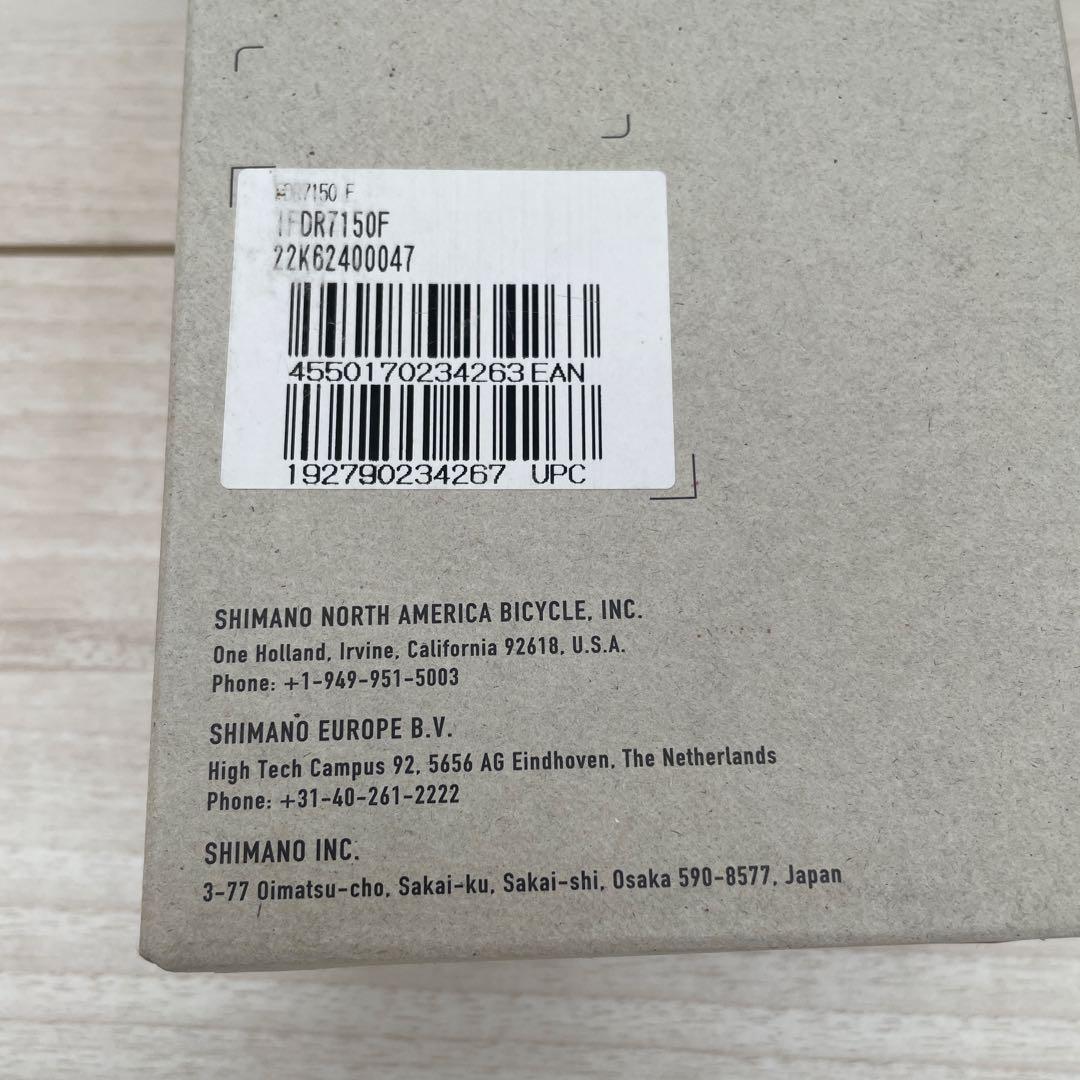 FDR7150 F
IFDR7150F
22K62400047
4550170234263 EAN
192790234267 UPC
SHIMANO NORTH AMERICA BICYCLE, INC.
One Holland, Irvine, California 92618, U.S.A.
Phone: +1-949-951-5003
SHIMANO EUROPE B.V.
High Tech Campus 92, 5656 AG Eindhoven, The Netherlands
Phone: +31-40-261-2222
SHIMANO INC.
3-77 Oimatsu-cho, Sakai-ku, Sakai-shi, Osaka 590-8577, Japan